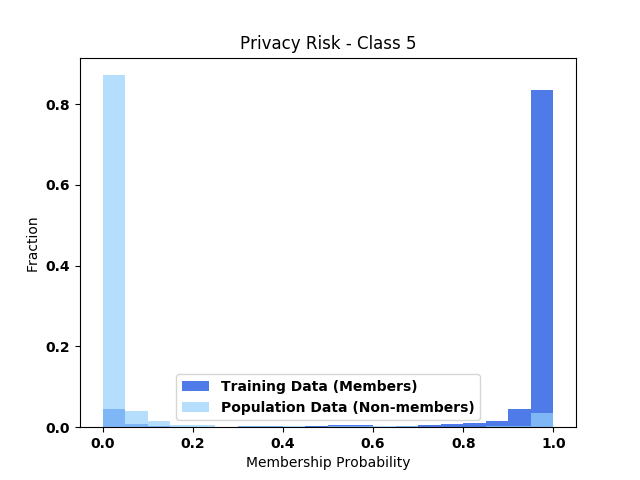 Privacy Risk - Class 5
Fraction
0.8
0.6
0.4
0.2
0.0
Training Data (Members)
Population Data (Non-members)
0.0 0.2 0.4 0.6 0.8 1.0
Membership Probability